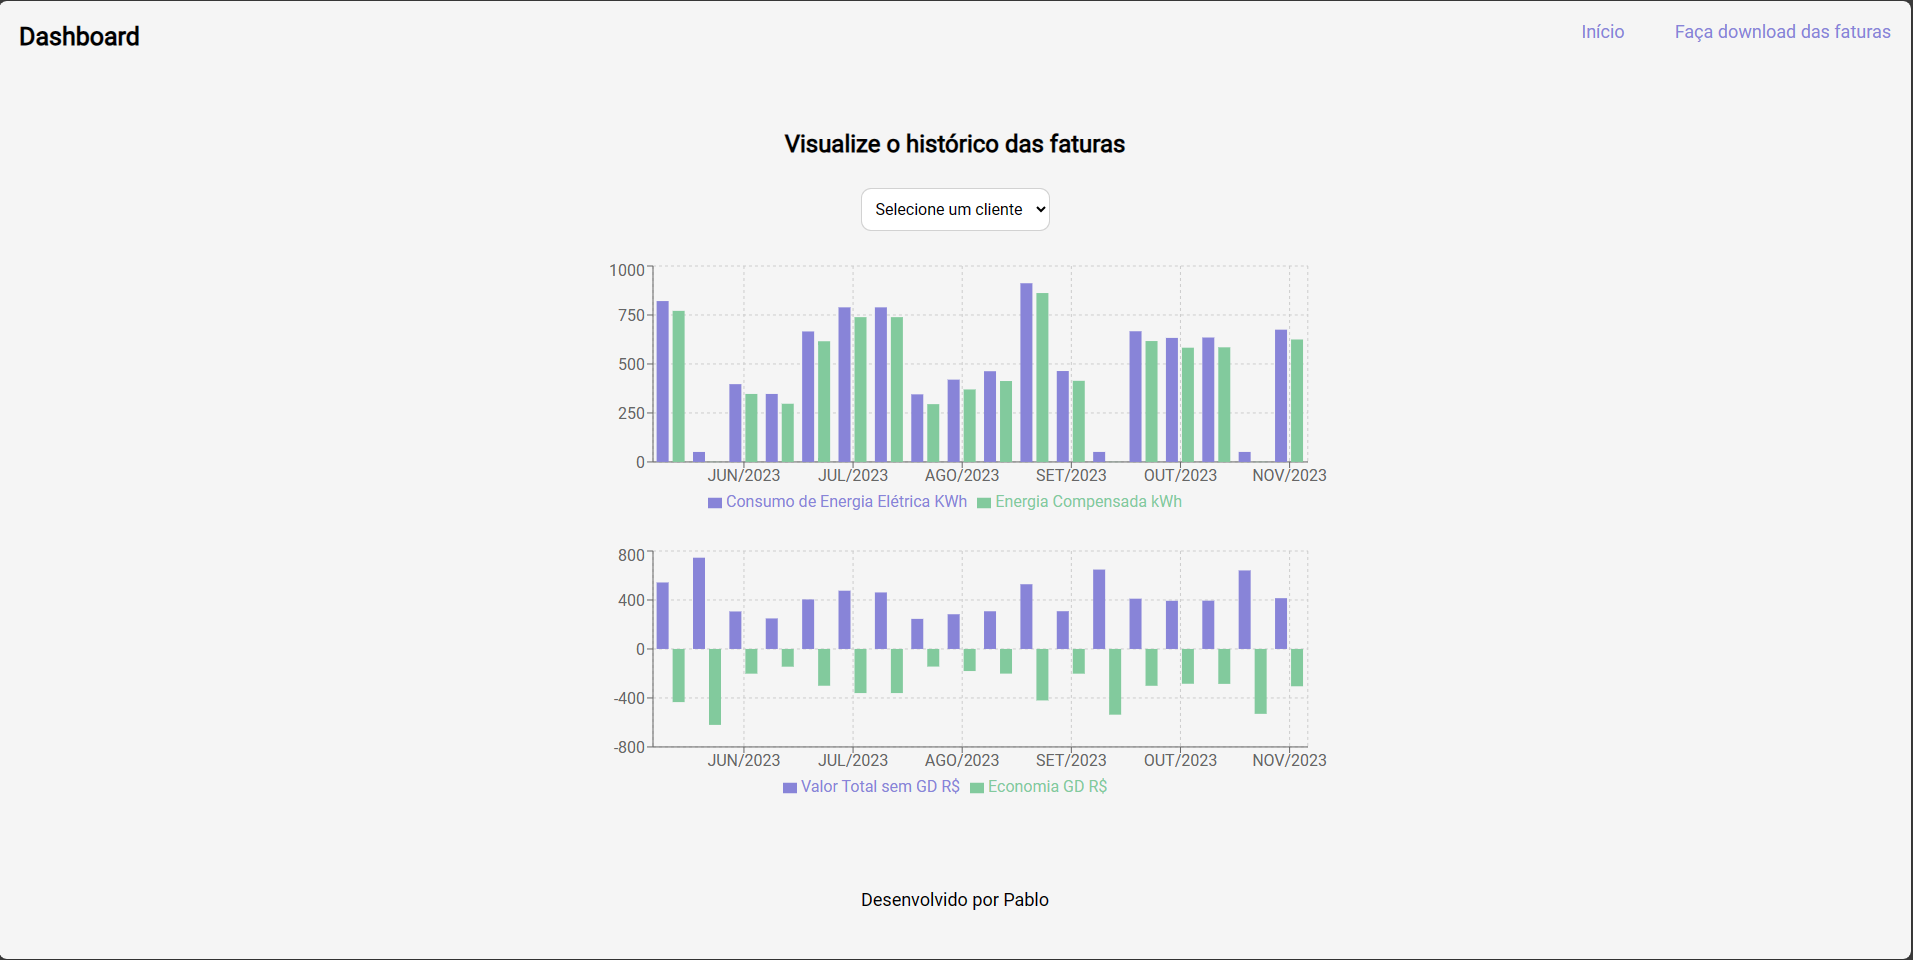 Dashboard
Início
Faça download das faturas
Visualize o histórico das faturas
Selecione um cliente
1000
750
500
250
0
JUN/2023 JUL/2023 AGO/2023 SET/2023 OUT/2023 NOV/2023
Consumo de Energia Elétrica KWh Energia Compensada kWh
800
400
0
-400
-800
JUN/2023 JUL/2023 AGO/2023 SET/2023 OUT/2023 NOV/2023
Valor Total sem GD R$ Economia GD R$
Desenvolvido por Pablo